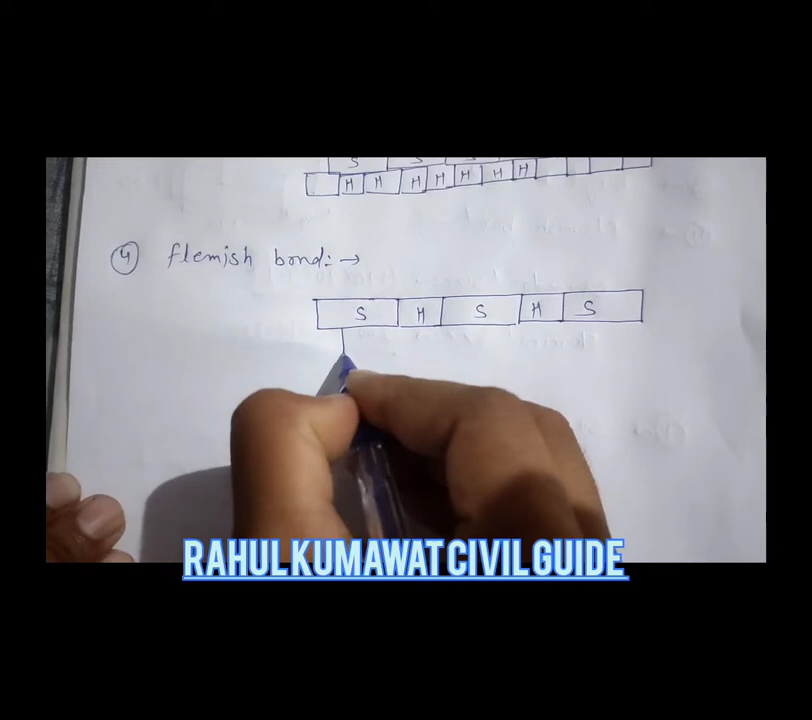 S S S
H H H H H H H
4 flemish bond:→
S H S H S
RAHUL KUMAWAT CIVIL GUIDE